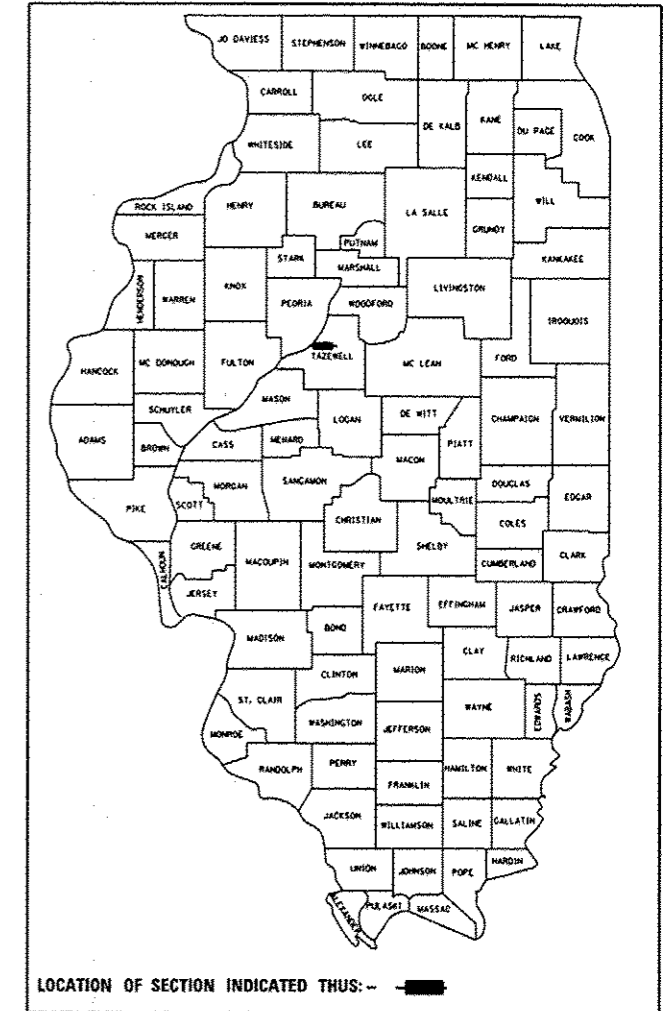 JO DAVIESS STEPHENSON WINNEBAGO BOONE MC HENRY LAKE
CARROLL OGLE DE KALB KANE DU PAGE COOK
WHITESIDE LEE
KENDALL WILL
ROCK ISLAND HENRY BUREAU LA SALLE GRUNDY
MERCER PUTNAM
STARK MARSHALL KANKAKEE
HENDERSON WARREN KNOX PEORIA WOODFORD LIVINGSTON IROQUOIS
HANCOCK MC DONOUGH FULTON TAZEWELL MC LEAN FORD
SCHUYLER MASON DE WITT CHAMPAIGN VERMILION
ADAMS BROWN CASS MENARD LOGAN PIATT
MACON
PIKE SCOTT MORGAN SANGAMON MOULTRIE DOUGLAS EDGAR
CHRISTIAN COLES
CALHOUN GREENE MACOUPIN MONTGOMERY SHELBY CUMBERLAND CLARK
JERSEY FAYETTE EFFINGHAM JASPER CRAWFORD
MADISON BOND
CLAY RICHLAND LAWRENCE
CLINTON MARION
ST. CLAIR WAYNE EDWARDS WABASH
MONROE WASHINGTON JEFFERSON
RANDOLPH PERRY HAMILTON WHITE
FRANKLIN
JACKSON WILLIAMSON SALINE GALLATIN
UNION JOHNSON POPE HARDIN
ALEXANDER PULASKI MASSAC
LOCATION OF SECTION INDICATED THUS: -